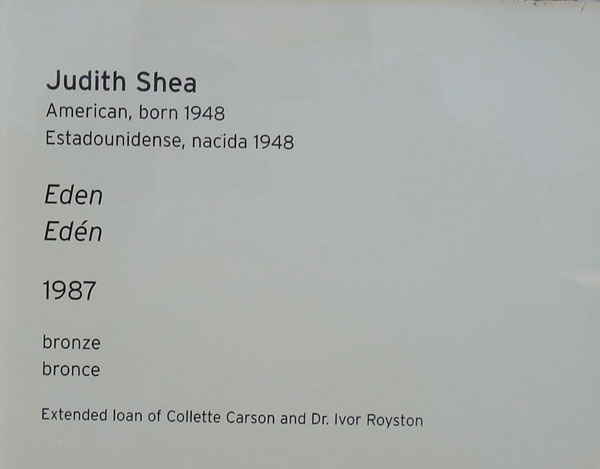 Judith Shea
American, born 1948
Estadounidense, nacida 1948
Eden
Edén
1987
bronze
bronce
Extended loan of Collette Carson and Dr. Ivor Royston